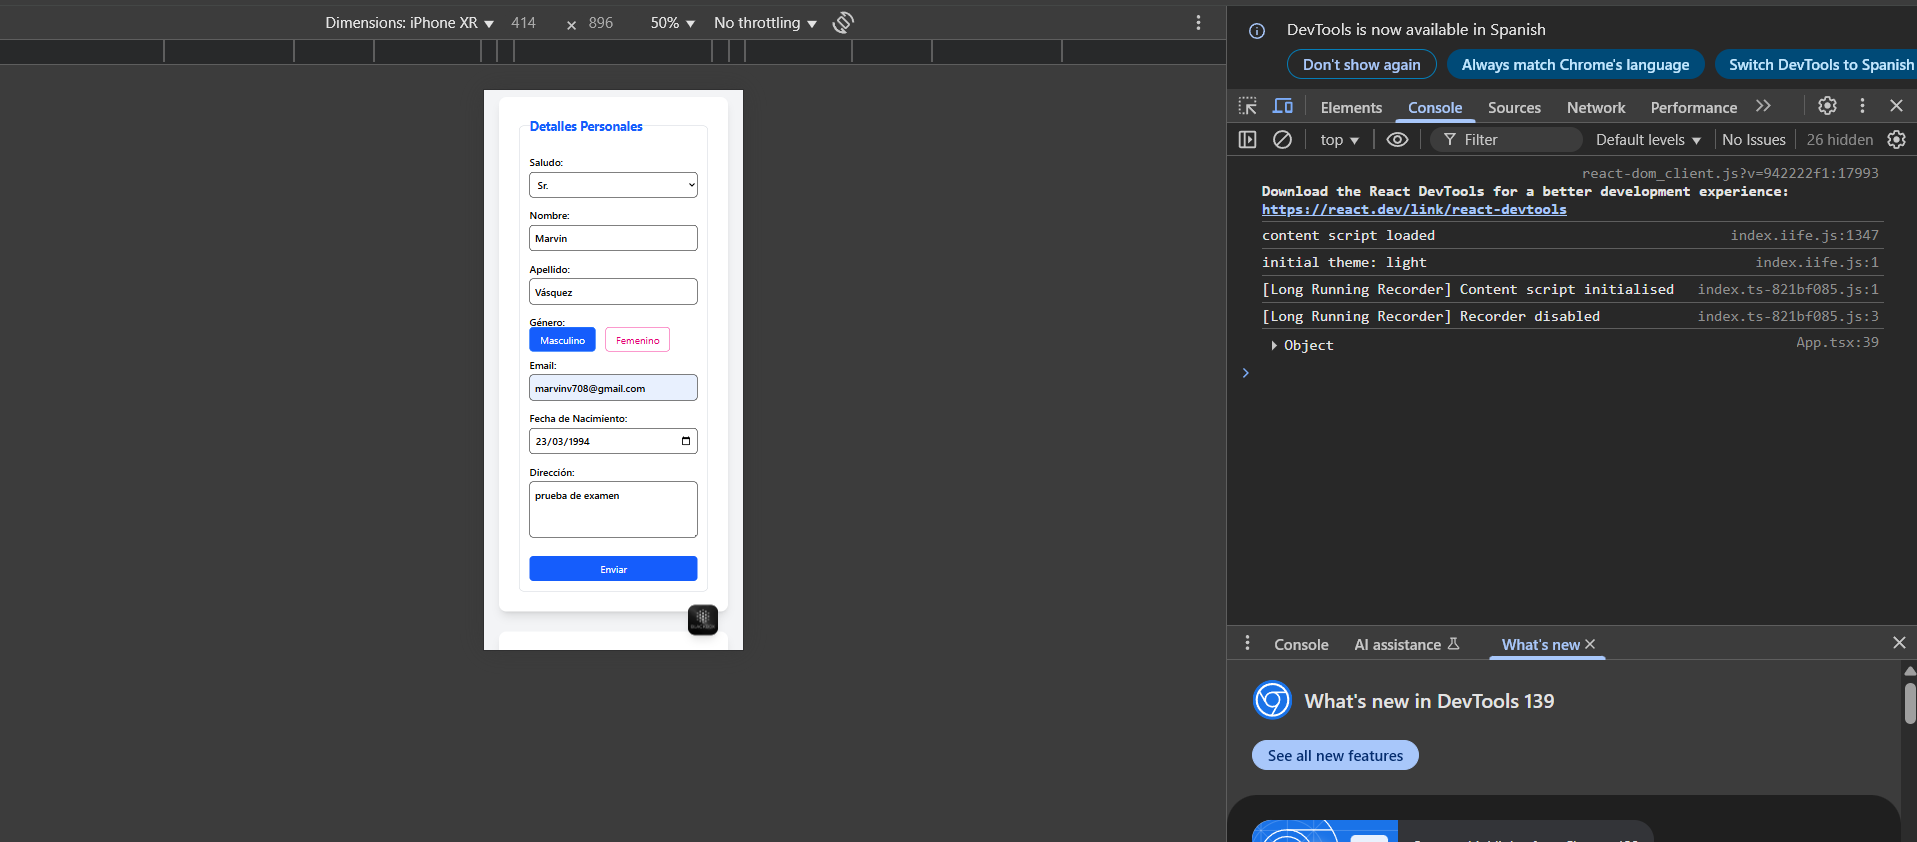 Dimensions: iPhone XR 414 × 896 50% No throttling
Detalles Personales
Saludo:
Sr.
Nombre:
Marvin
Apellido:
Vásquez
Género:
Masculino Femenino
Email:
marvinv708@gmail.com
Fecha de Nacimiento:
23/03/1994
Dirección:
prueba de examen
Enviar
DevTools is now available in Spanish
Don't show again Always match Chrome's language Switch DevTools to Spanish
Elements Console Sources Network Performance
top Filter Default levels No Issues 26 hidden
react-dom_client.js?v=942222f1:17993
Download the React DevTools for a better development experience:
https://react.dev/link/react-devtools
content script loaded index.iife.js:1347
initial theme: light index.iife.js:1
[Long Running Recorder] Content script initialised index.ts-821bf085.js:1
[Long Running Recorder] Recorder disabled index.ts-821bf085.js:3
Object App.tsx:39
Console AI assistance What's new
What's new in DevTools 139
See all new features